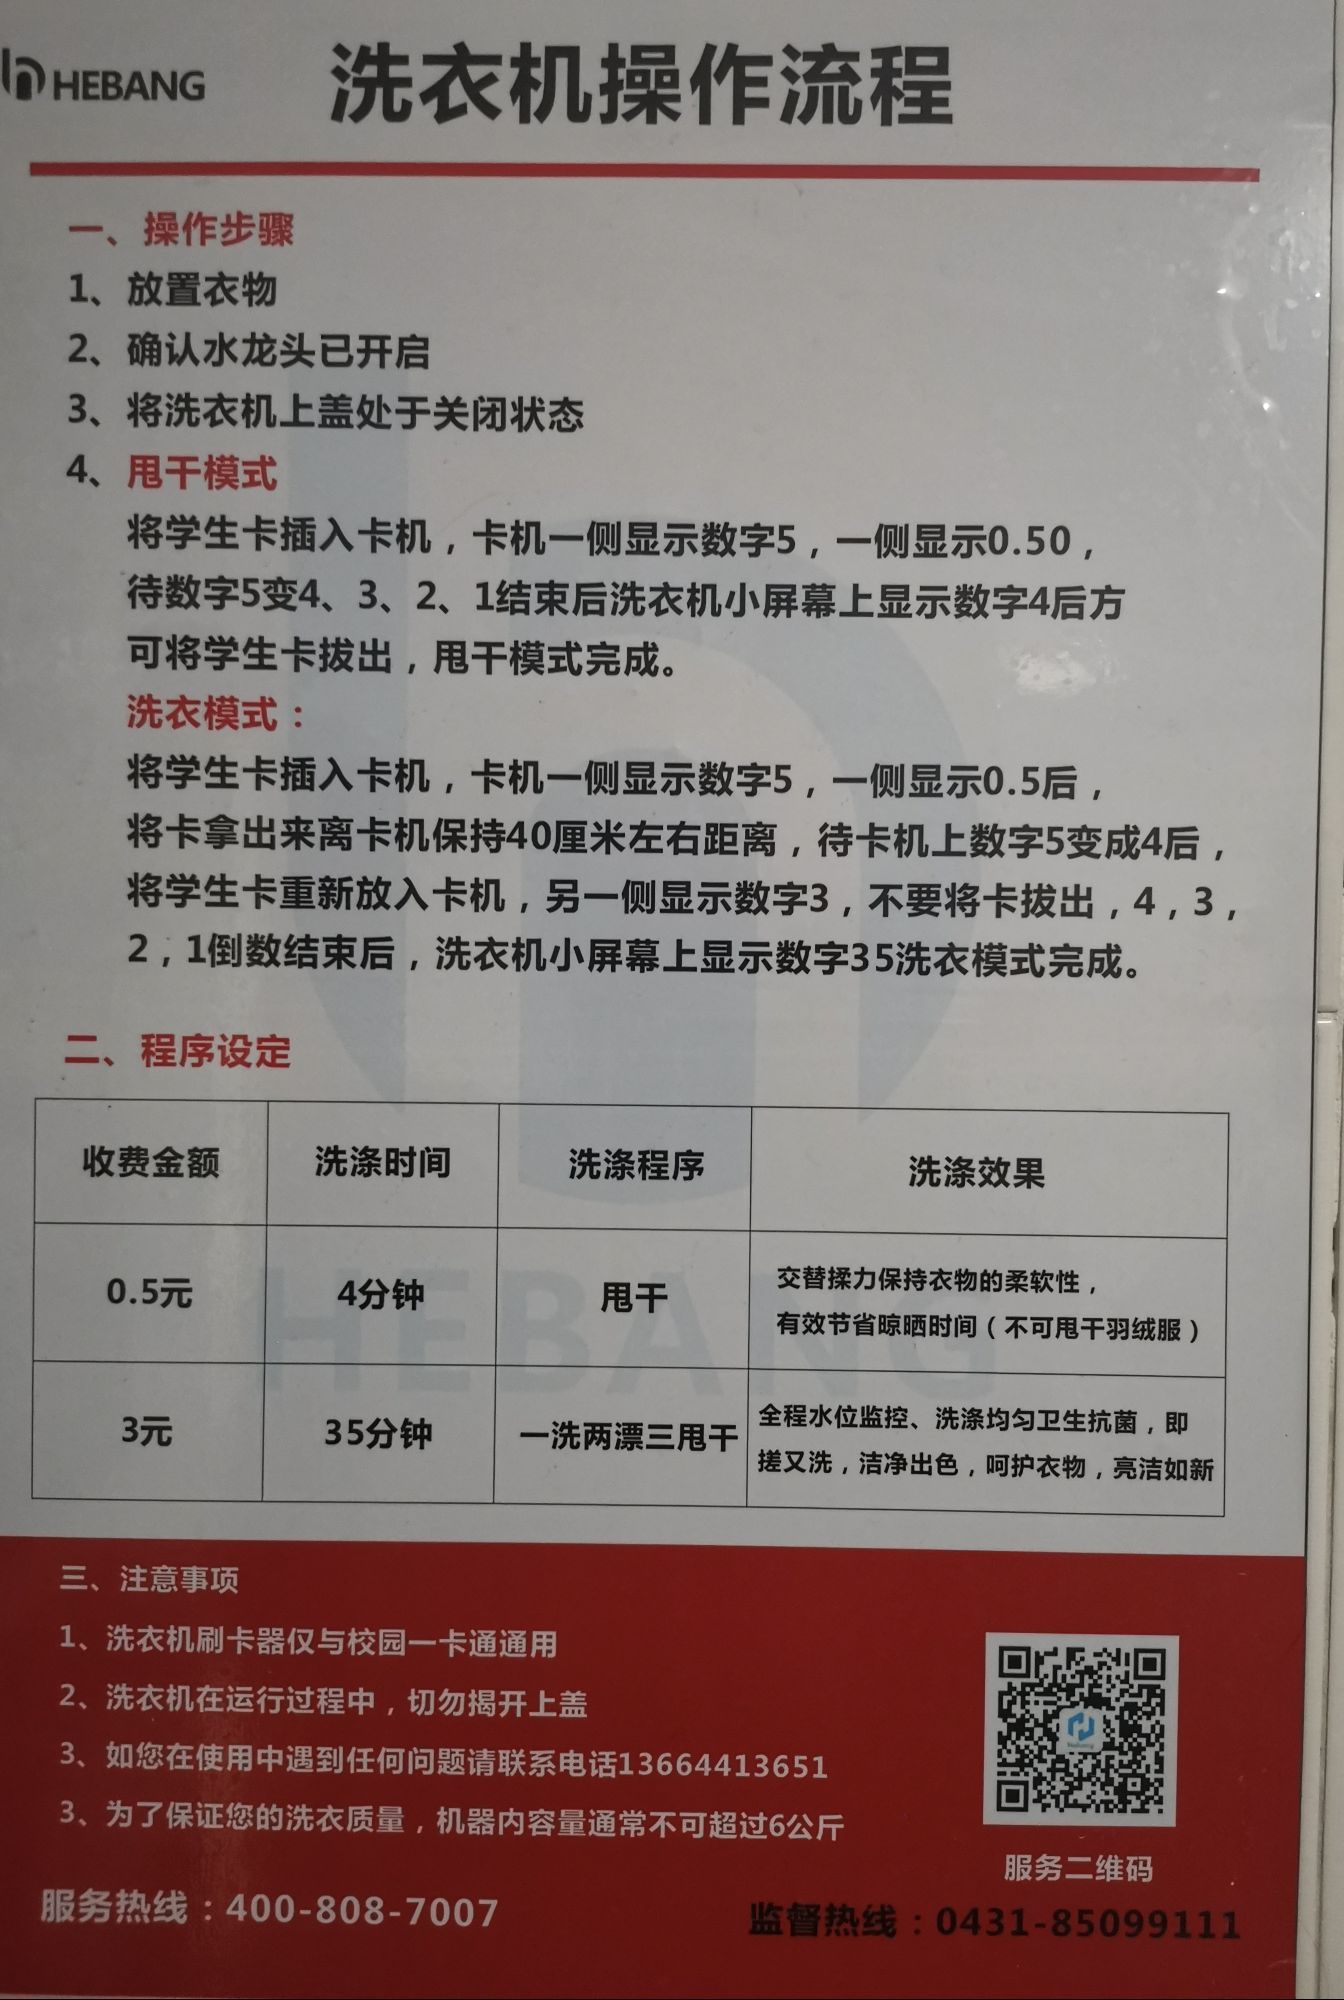 HEBANG
洗衣机操作流程
一、操作步骤
1、放置衣物
2、确认水龙头已开启
3、将洗衣机上盖处于关闭状态
4、甩干模式
将学生卡插入卡机，卡机一侧显示数字5，一侧显示0.50，
待数字5变4、3、2、1结束后洗衣机小屏幕上显示数字4后方
可将学生卡拔出，甩干模式完成。
洗衣模式：
将学生卡插入卡机，卡机一侧显示数字5，一侧显示0.5后，
将卡拿出来离卡机保持40厘米左右距离，待卡机上数字5变成4后，
将学生卡重新放入卡机，另一侧显示数字3，不要将卡拔出，4，3，
2，1倒数结束后，洗衣机小屏幕上显示数字35洗衣模式完成。
二、程序设定
收费金额 洗涤时间 洗涤程序 洗涤效果
0.5元 4分钟 甩干 交替揉力保持衣物的柔软性，
有效节省晾晒时间（不可甩干羽绒服）
3元 35分钟 一洗两漂三甩干 全程水位监控、洗涤均匀卫生抗菌，即
搓又洗，洁净出色，呵护衣物，亮洁如新
HEBANG
三、注意事项
1、洗衣机刷卡器仅与校园一卡通通用
2、洗衣机在运行过程中，切勿揭开上盖
3、如您在使用中遇到任何问题请联系电话13664413651
3、为了保证您的洗衣质量，机器内容量通常不可超过6公斤
服务二维码
服务热线：400-808-7007
监督热线：0431-85099111